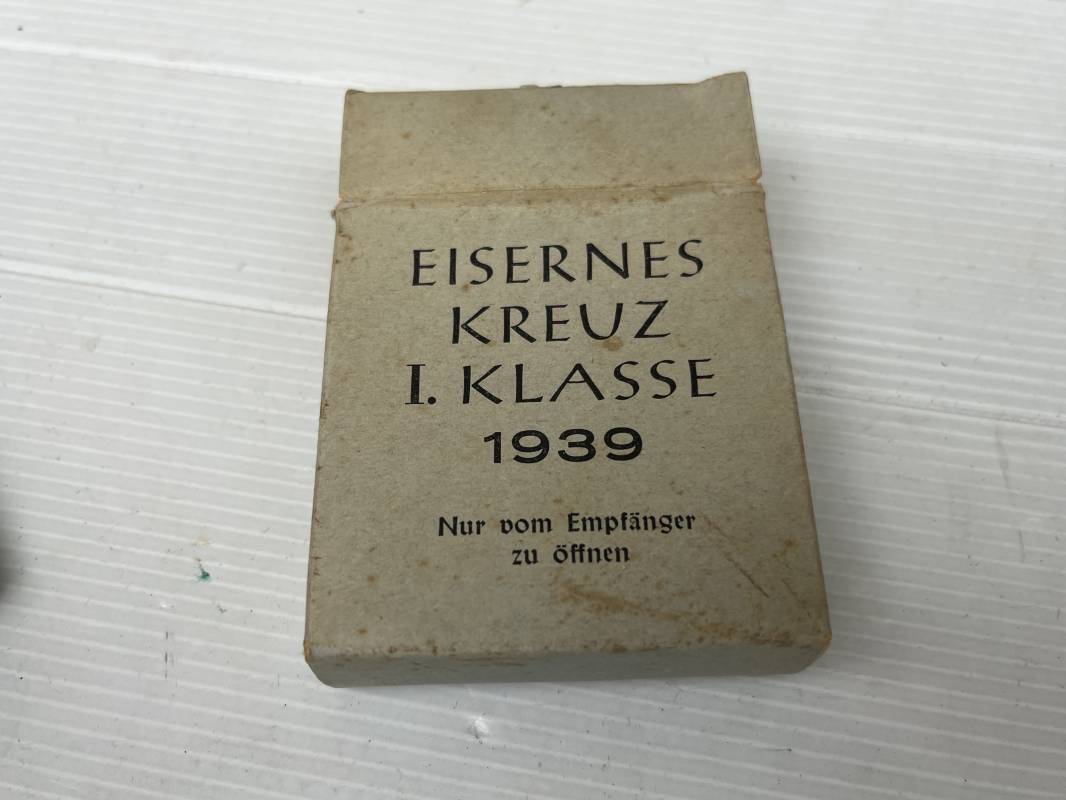 EISERNES
KREUZ
I. KLASSE
1939
Nur vom Empfänger
zu öffnen